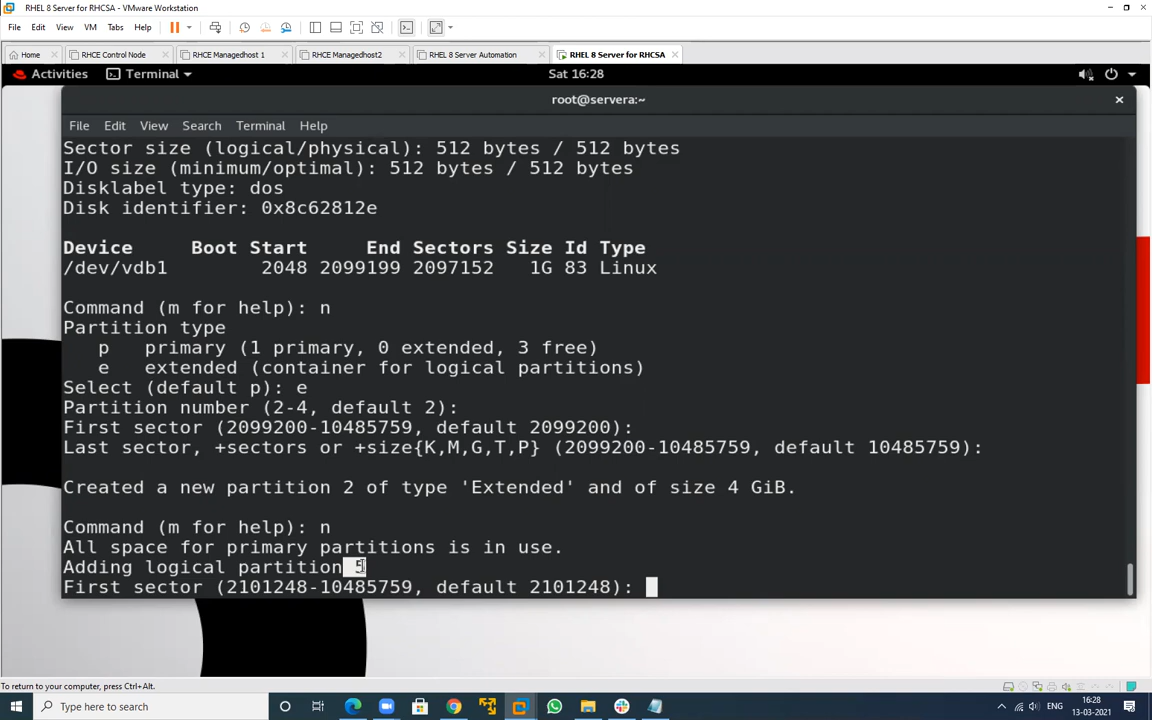 RHEL 8 Server for RHCSA - VMware Workstation
File Edit View VM Tabs Help
Home RHCE Control Node RHCE Managedhost 1 RHCE Managedhost2 RHEL 8 Server Automation RHEL 8 Server for RHCSA
Activities Terminal Sat 16:28
root@servera:~
File Edit View Search Terminal Help
Sector size (logical/physical): 512 bytes / 512 bytes
I/O size (minimum/optimal): 512 bytes / 512 bytes
Disklabel type: dos
Disk identifier: 0x8c62812e
Device Boot Start End Sectors Size Id Type
/dev/vdb1 2048 2099199 2097152 1G 83 Linux
Command (m for help): n
Partition type
p primary (1 primary, 0 extended, 3 free)
e extended (container for logical partitions)
Select (default p): e
Partition number (2-4, default 2):
First sector (2099200-10485759, default 2099200):
Last sector, +sectors or +size{K,M,G,T,P} (2099200-10485759, default 10485759):
Created a new partition 2 of type 'Extended' and of size 4 GiB.
Command (m for help): n
All space for primary partitions is in use.
Adding logical partition 5
First sector (2101248-10485759, default 2101248):
To return to your computer, press Ctrl+Alt.
Type here to search
ENG
16:28
13-03-2021